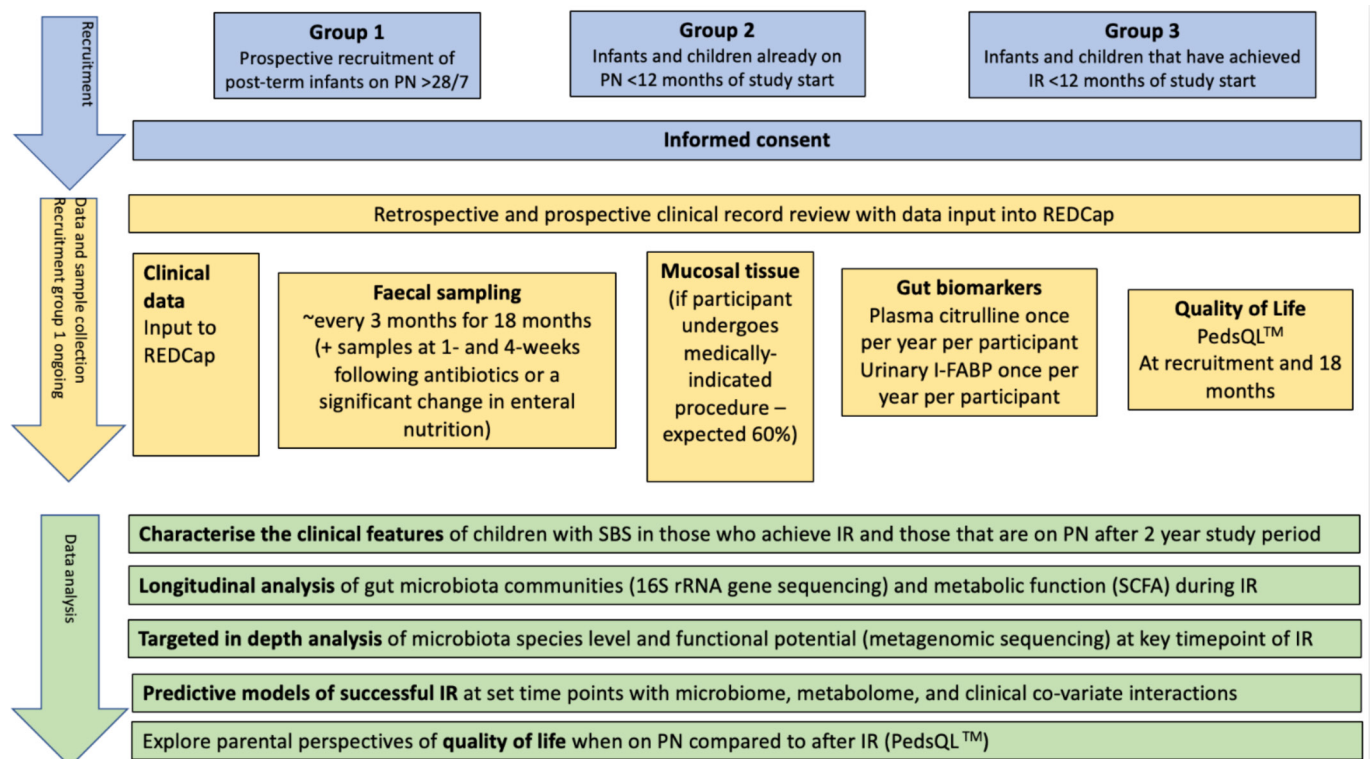 Recruitment
Group 1
Prospective recruitment of
post-term infants on PN >28/7
Group 2
Infants and children already on
PN <12 months of study start
Group 3
Infants and children that have achieved
IR <12 months of study start
Informed consent
Data and sample collection
Recruitment group 1 ongoing
Retrospective and prospective clinical record review with data input into REDCap
Clinical
data
Input to
REDCap
Faecal sampling
~every 3 months for 18 months
(+ samples at 1- and 4-weeks
following antibiotics or a
significant change in enteral
nutrition)
Mucosal tissue
(if participant
undergoes
medically-
indicated
procedure –
expected 60%)
Gut biomarkers
Plasma citrulline once
per year per participant
Urinary I-FABP once per
year per participant
Quality of Life
PedsQL™
At recruitment and 18
months
Data analysis
Characterise the clinical features of children with SBS in those who achieve IR and those that are on PN after 2 year study period
Longitudinal analysis of gut microbiota communities (16S rRNA gene sequencing) and metabolic function (SCFA) during IR
Targeted in depth analysis of microbiota species level and functional potential (metagenomic sequencing) at key timepoint of IR
Predictive models of successful IR at set time points with microbiome, metabolome, and clinical co-variate interactions
Explore parental perspectives of quality of life when on PN compared to after IR (PedsQL™)